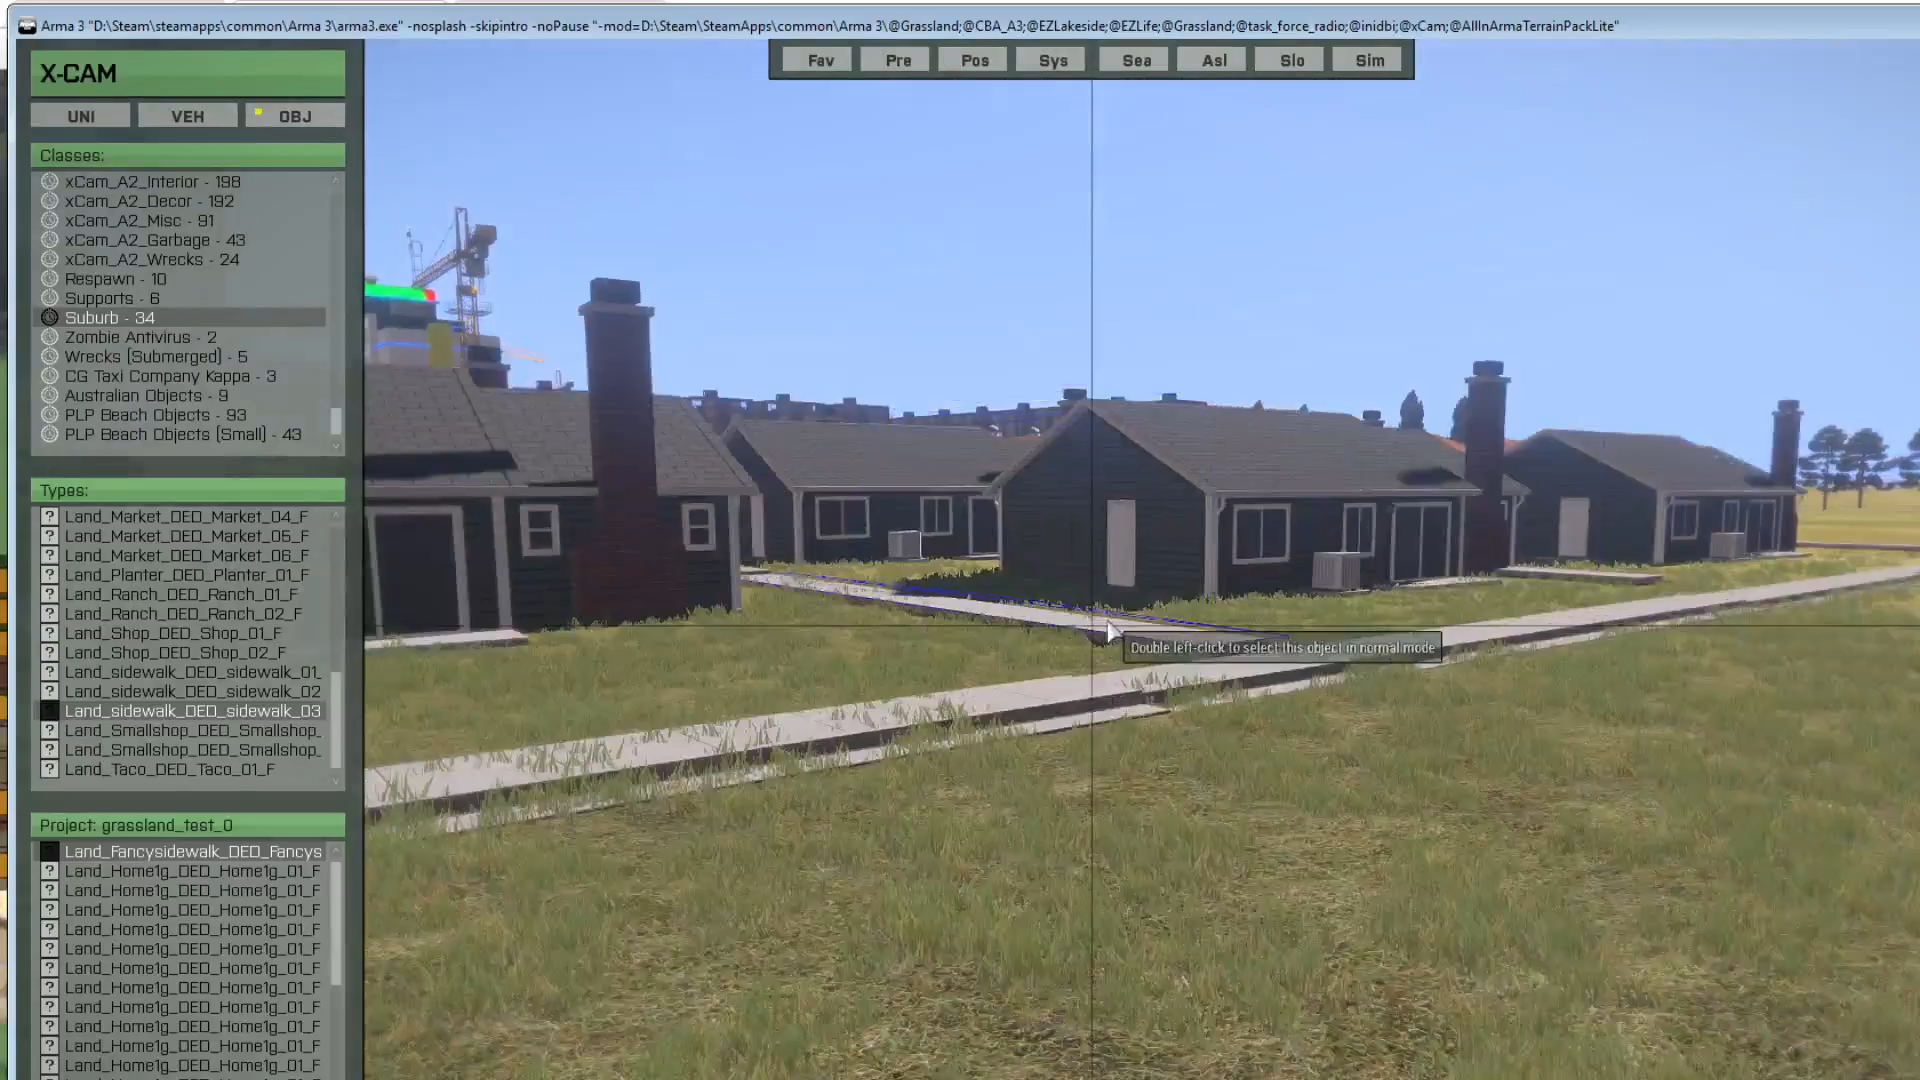 Arma 3 "D:\Steam\steamapps\common\Arma 3\arma3.exe" -nosplash -skipintro -noPause "-mod=D:\Steam\SteamApps\common\Arma 3\@Grassland;@CBA_A3;@EZLakeside;@EZLife;@Grassland;@task_force_radio;@inidbi;@xCam;@AllInArmaTerrainPackLite"
Fav Pre Pos Sys Sea Asl Slo Sim
X-CAM
UNI VEH OBJ
Classes:
xCam_A2_Interior - 198
xCam_A2_Decor - 192
xCam_A2_Misc - 91
xCam_A2_Garbage - 43
xCam_A2_Wrecks - 24
Respawn - 10
Supports - 6
Suburb - 34
Zombie Antivirus - 2
Wrecks (Submerged) - 5
CG Taxi Company Kappa - 3
Australian Objects - 9
PLP Beach Objects - 93
PLP Beach Objects (Small) - 43
Types:
? Land_Market_DED_Market_04_F
? Land_Market_DED_Market_05_F
? Land_Market_DED_Market_06_F
? Land_Planter_DED_Planter_01_F
? Land_Ranch_DED_Ranch_01_F
? Land_Ranch_DED_Ranch_02_F
? Land_Shop_DED_Shop_01_F
? Land_Shop_DED_Shop_02_F
? Land_sidewalk_DED_sidewalk_01_
? Land_sidewalk_DED_sidewalk_02
Land_sidewalk_DED_sidewalk_03
? Land_Smallshop_DED_Smallshop_
? Land_Smallshop_DED_Smallshop_
? Land_Taco_DED_Taco_01_F
Double left-click to select this object in normal mode
Project: grassland_test_0
Land_Fancysidewalk_DED_Fancys
? Land_Home1g_DED_Home1g_01_F
? Land_Home1g_DED_Home1g_01_F
? Land_Home1g_DED_Home1g_01_F
? Land_Home1g_DED_Home1g_01_F
? Land_Home1g_DED_Home1g_01_F
? Land_Home1g_DED_Home1g_01_F
? Land_Home1g_DED_Home1g_01_F
? Land_Home1g_DED_Home1g_01_F
? Land_Home1g_DED_Home1g_01_F
? Land_Home1g_DED_Home1g_01_F
? Land_Home1g_DED_Home1g_01_F